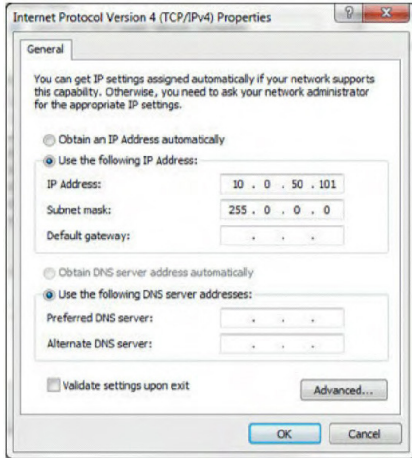 Internet Protocol Version 4 (TCP/IPv4) Properties
General
You can get IP settings assigned automatically if your network supports
this capability. Otherwise, you need to ask your network administrator
for the appropriate IP settings.
Obtain an IP Address automatically
Use the following IP Address:
IP Address: 10 . 0 . 50 . 101
Subnet mask: 255 . 0 . 0 . 0
Default gateway: . . .
Obtain DNS server address automatically
Use the following DNS server addresses:
Preferred DNS server: . . .
Alternate DNS server: . . .
Validate settings upon exit
Advanced...
OK Cancel